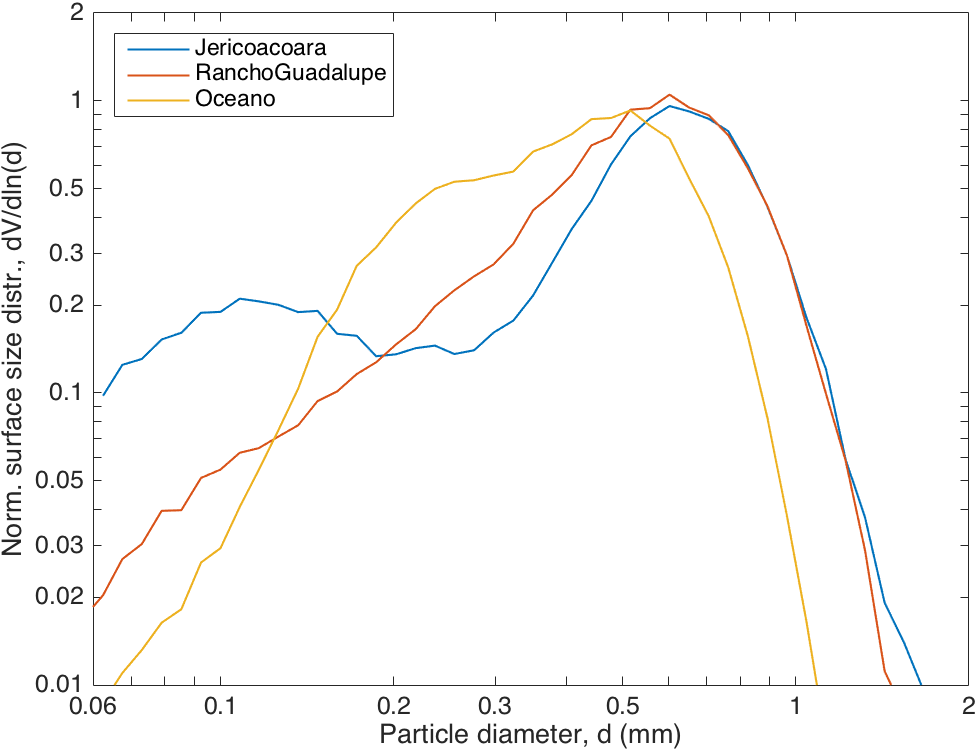 Norm. surface size distr., dV/dln(d)
2
1
0.5
0.3
0.2
0.1
0.05
0.03
0.02
0.01
Jericoacoara
RanchoGuadalupe
Oceano
0.06 0.1 0.2 0.3 0.5 1 2
Particle diameter, d (mm)